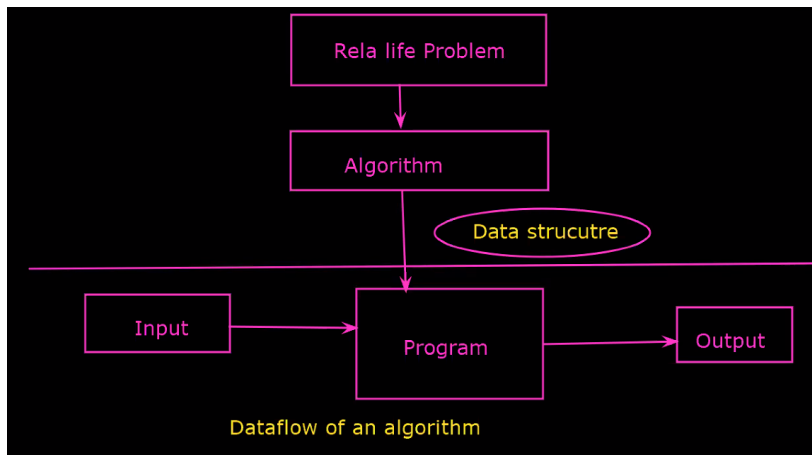 Rela life Problem
Algorithm
Data strucutre
Input
Program
Output
Dataflow of an algorithm